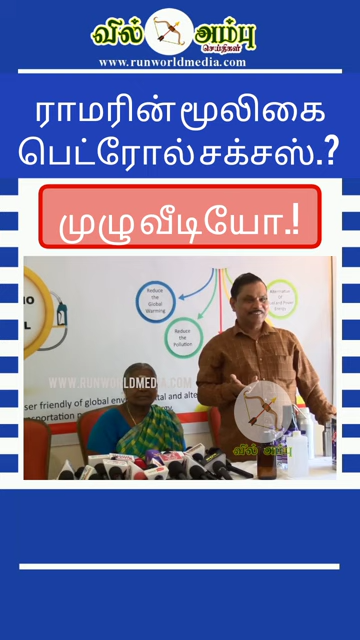 வில் அம்பு
செய்திகள்
www.runworldmedia.com
ராமரின் மூலிகை
பெட்ரோல் சக்சஸ்.?
முழு வீடியோ.!
Reduce
the
Global
Warming
Reduce
the
Pollution
WWW.RUNWORLDMEDIA.COM
வில் அம்பு